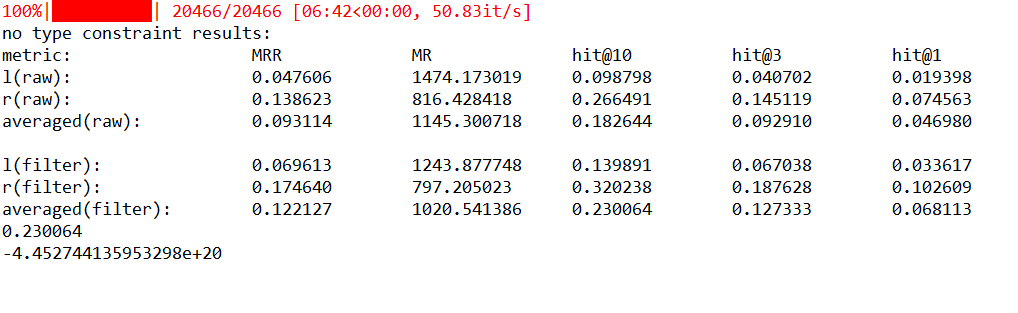 100%|██████████| 20466/20466 [06:42<00:00, 50.83it/s]
no type constraint results:
metric: MRR MR hit@10 hit@3 hit@1
l(raw): 0.047606 1474.173019 0.098798 0.040702 0.019398
r(raw): 0.138623 816.428418 0.266491 0.145119 0.074563
averaged(raw): 0.093114 1145.300718 0.182644 0.092910 0.046980
l(filter): 0.069613 1243.877748 0.139891 0.067038 0.033617
r(filter): 0.174640 797.205023 0.320238 0.187628 0.102609
averaged(filter): 0.122127 1020.541386 0.230064 0.127333 0.068113
0.230064
-4.452744135953298e+20